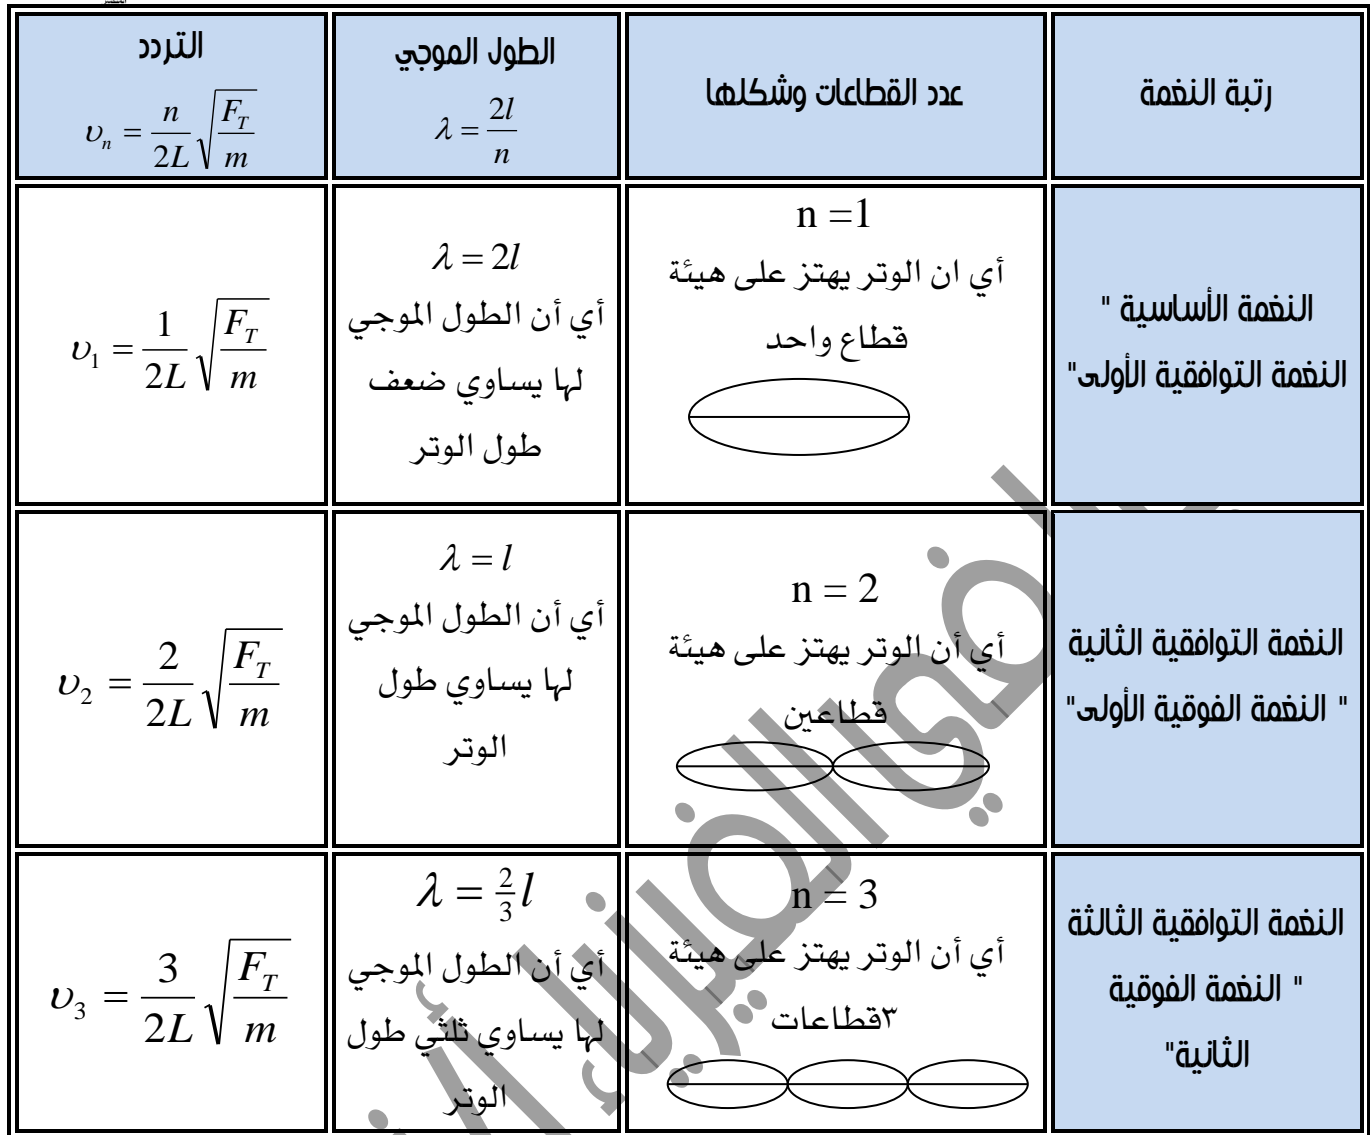 رتبة النغمة
عدد القطاعات وشكلها
الطول الموجي
λ = 2l/n
التردد
υₙ = n/2L √(F_T/m)
النغمة الأساسية "
النغمة التوافقية الأولى"
n =1
أي ان الوتر يهتز على هيئة
قطاع واحد
λ = 2l
أي أن الطول الموجي
لها يساوي ضعف
طول الوتر
υ₁ = 1/2L √(F_T/m)
النغمة التوافقية الثانية
" النغمة الفوقية الأولى"
n = 2
أي أن الوتر يهتز على هيئة
قطاعين
λ = l
أي أن الطول الموجي
لها يساوي طول
الوتر
υ₂ = 2/2L √(F_T/m)
النغمة التوافقية الثالثة
" النغمة الفوقية
الثانية"
n = 3
أي أن الوتر يهتز على هيئة
٣قطاعات
λ = 2/3 l
أي أن الطول الموجي
لها يساوي ثلثي طول
الوتر
υ₃ = 3/2L √(F_T/m)